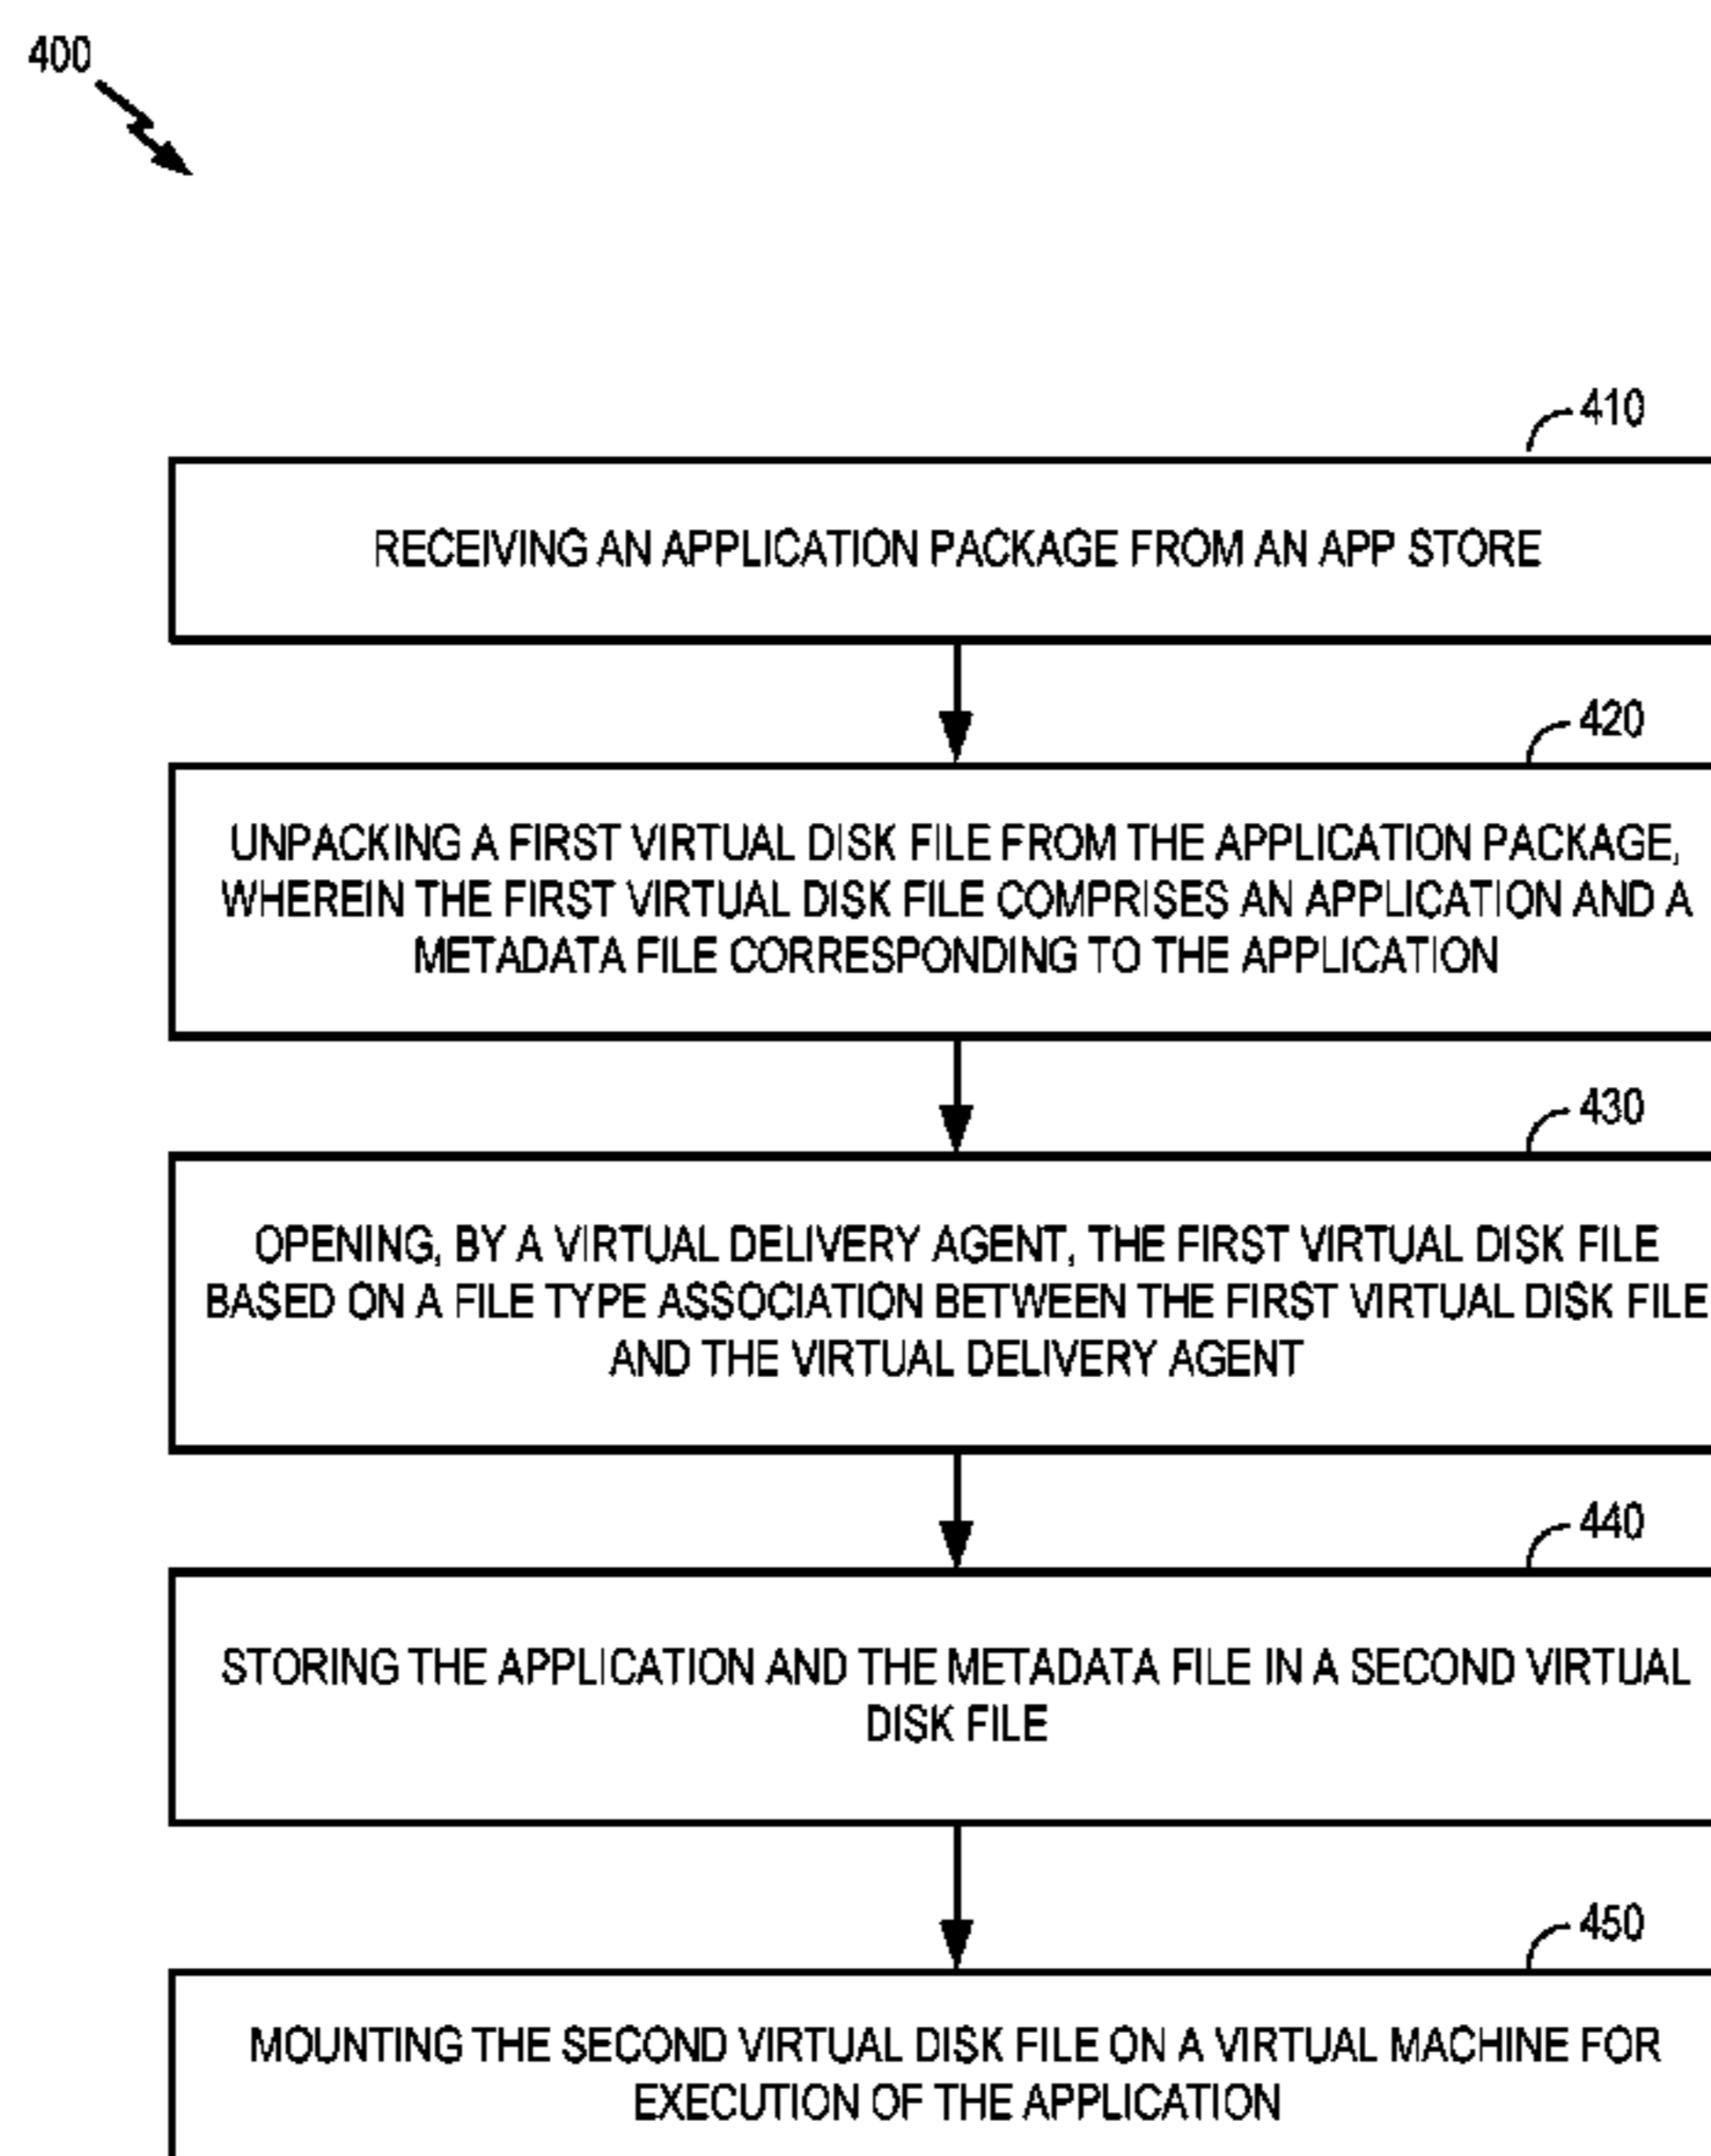 400
410
RECEIVING AN APPLICATION PACKAGE FROM AN APP STORE
420
UNPACKING A FIRST VIRTUAL DISK FILE FROM THE APPLICATION PACKAGE,
WHEREIN THE FIRST VIRTUAL DISK FILE COMPRISES AN APPLICATION AND A
METADATA FILE CORRESPONDING TO THE APPLICATION
430
OPENING, BY A VIRTUAL DELIVERY AGENT, THE FIRST VIRTUAL DISK FILE
BASED ON A FILE TYPE ASSOCIATION BETWEEN THE FIRST VIRTUAL DISK FILE
AND THE VIRTUAL DELIVERY AGENT
440
STORING THE APPLICATION AND THE METADATA FILE IN A SECOND VIRTUAL
DISK FILE
450
MOUNTING THE SECOND VIRTUAL DISK FILE ON A VIRTUAL MACHINE FOR
EXECUTION OF THE APPLICATION